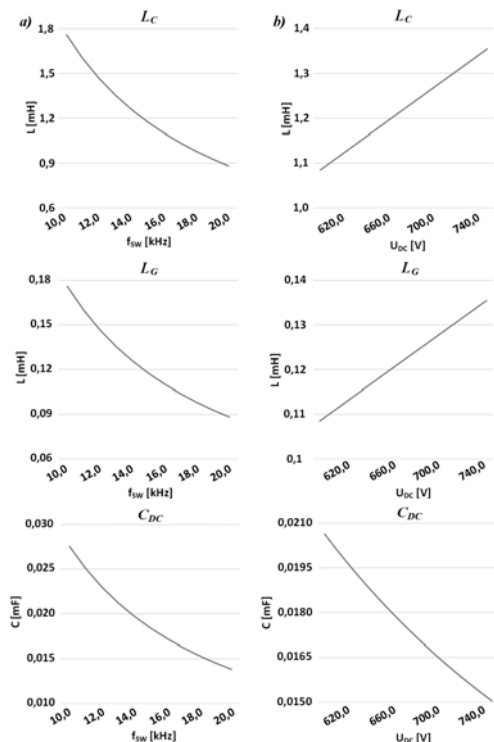 a)
L_C
1,8
1,5
1,2
0,9
0,6
L [mH]
10,0 12,0 14,0 16,0 18,0 20,0
f_SW [kHz]
b)
L_C
1,4
1,3
1,2
1,1
1,0
L [mH]
620,0 660,0 700,0 740,0
U_DC [V]
L_G
0,18
0,15
0,12
0,09
0,06
L [mH]
10,0 12,0 14,0 16,0 18,0 20,0
f_SW [kHz]
L_G
0,14
0,13
0,12
0,11
0,1
L [mH]
620,0 660,0 700,0 740,0
U_DC [V]
C_DC
0,030
0,025
0,020
0,015
0,010
C [mF]
10,0 12,0 14,0 16,0 18,0 20,0
f_SW [kHz]
C_DC
0,0210
0,0195
0,0180
0,0165
0,0150
C [mF]
620,0 660,0 700,0 740,0
U_DC [V]